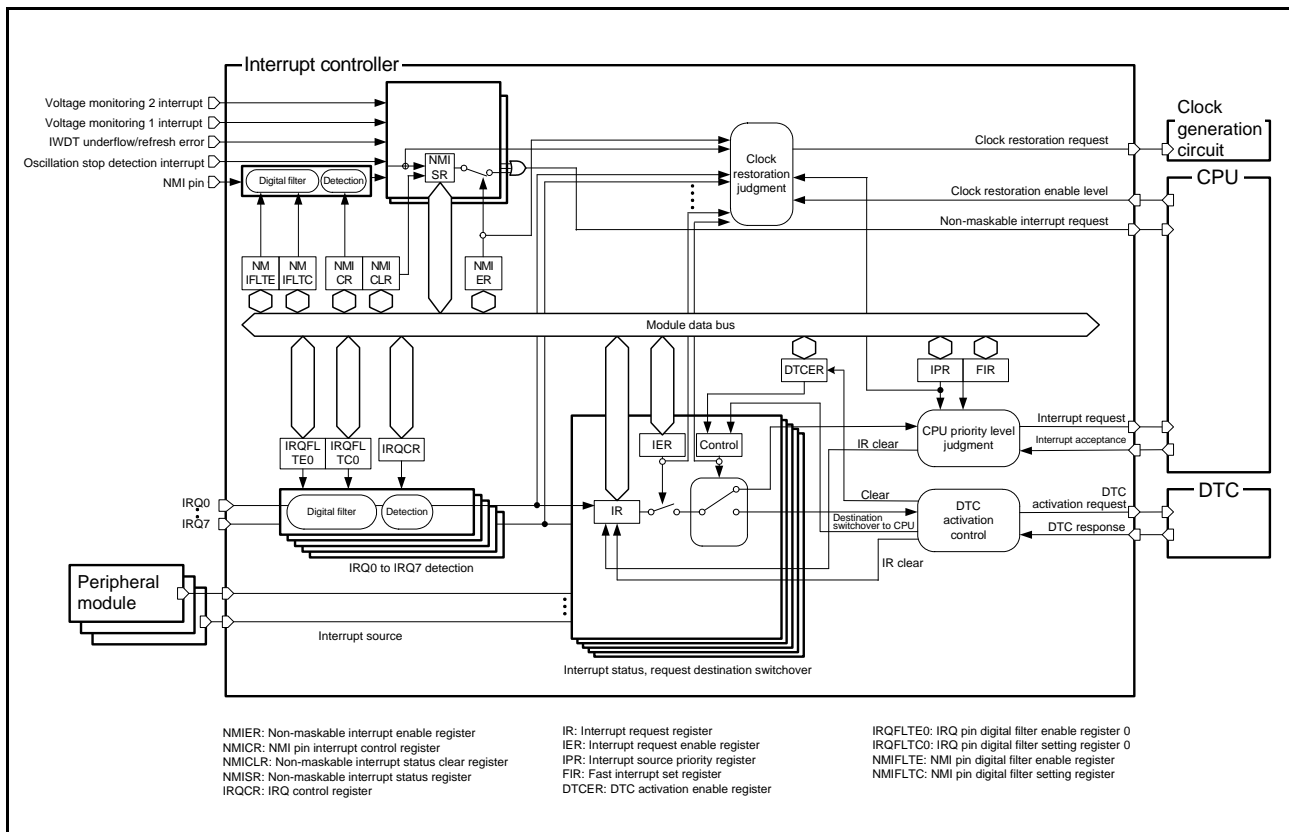 Interrupt controller
Voltage monitoring 2 interrupt
Voltage monitoring 1 interrupt
IWDT underflow/refresh error
Oscillation stop detection interrupt
NMI pin
Digital filter
Detection
NMI
SR
Clock
restoration
judgment
Clock restoration request
Clock
generation
circuit
Clock restoration enable level
CPU
Non-maskable interrupt request
NM
IFLTE
NM
IFLTC
NMI
CR
NMI
CLR
NMI
ER
Module data bus
DTCER
IPR
FIR
IRQFL
TE0
IRQFL
TC0
IRQCR
IER
Control
CPU priority level
judgment
Interrupt request
Interrupt acceptance
IR clear
IRQ0
IRQ7
Digital filter
Detection
IR
Clear
Destination
switchover to CPU
DTC
activation
control
DTC
activation request
DTC response
DTC
IR clear
IRQ0 to IRQ7 detection
Peripheral
module
Interrupt source
Interrupt status, request destination switchover
NMIER: Non-maskable interrupt enable register
NMICR: NMI pin interrupt control register
NMICLR: Non-maskable interrupt status clear register
NMISR: Non-maskable interrupt status register
IRQCR: IRQ control register
IR: Interrupt request register
IER: Interrupt request enable register
IPR: Interrupt source priority register
FIR: Fast interrupt set register
DTCER: DTC activation enable register
IRQFLTE0: IRQ pin digital filter enable register 0
IRQFLTC0: IRQ pin digital filter setting register 0
NMIFLTE: NMI pin digital filter enable register
NMIFLTC: NMI pin digital filter setting register